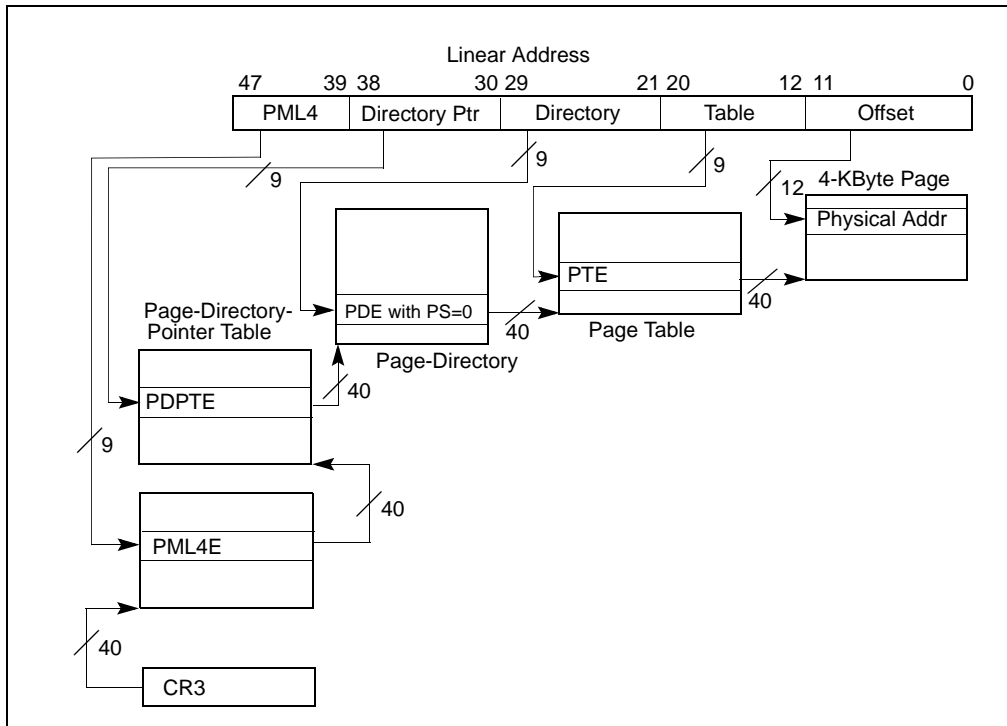 Linear Address
47 39 38 30 29 21 20 12 11 0
PML4 Directory Ptr Directory Table Offset
9 9 9 12 4-KByte Page
Physical Addr
PTE
40
PDE with PS=0
40
Page Table
Page-Directory-
Pointer Table
Page-Directory
40
PDPTE
9
40
PML4E
40
CR3